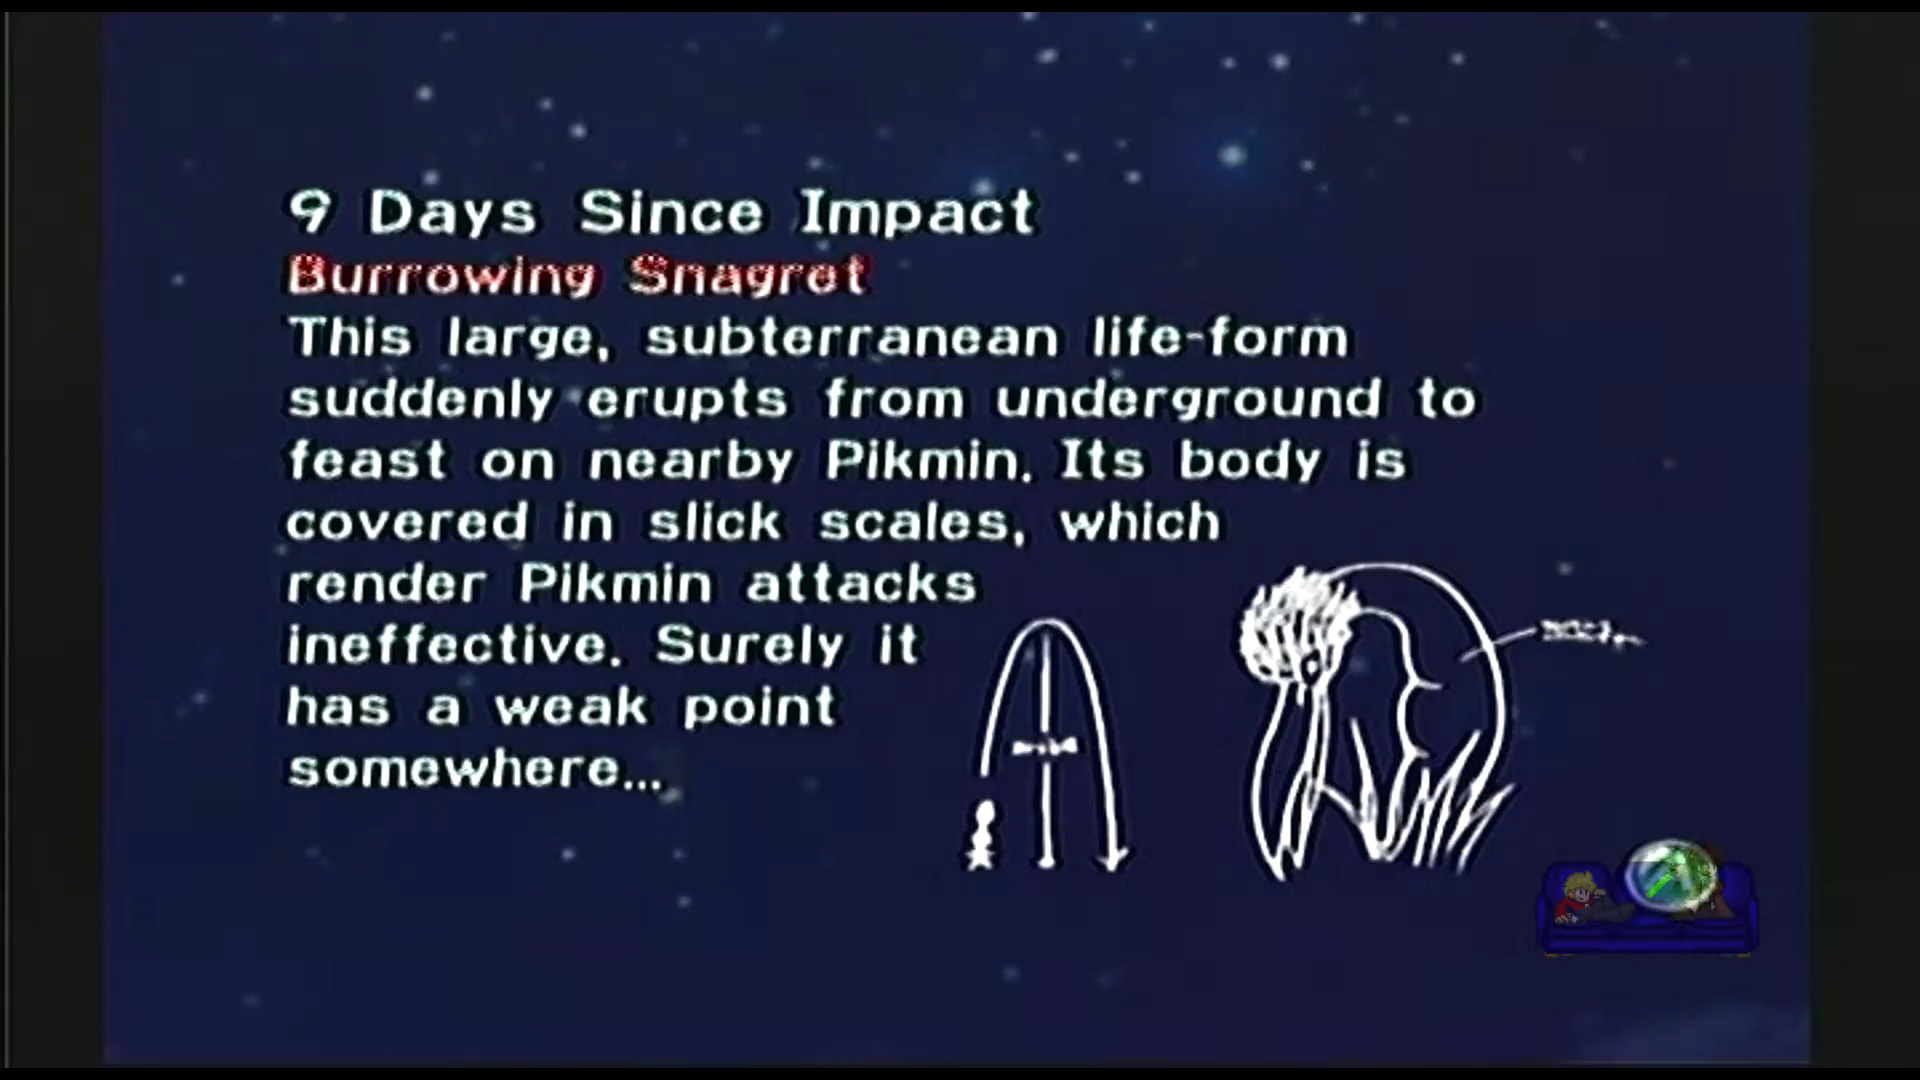 9 Days Since Impact
Burrowing Snagret
This large, subterranean life-form
suddenly erupts from underground to
feast on nearby Pikmin. Its body is
covered in slick scales, which
render Pikmin attacks
ineffective. Surely it
has a weak point
somewhere...